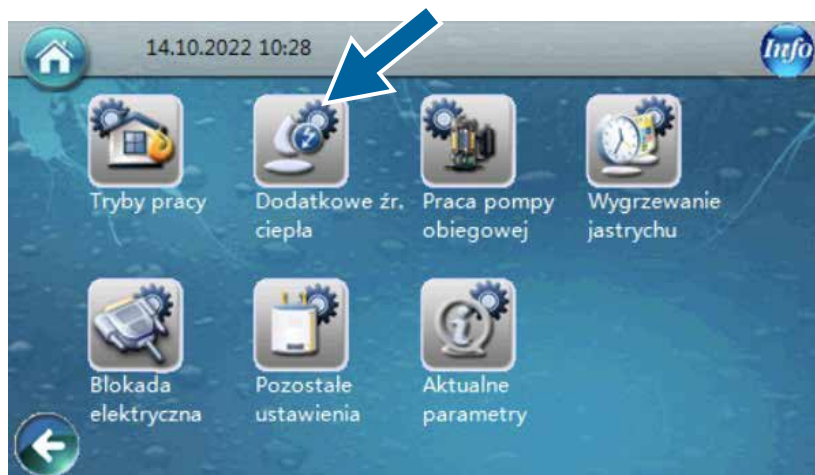 14.10.2022 10:28
Info
Tryby pracy
Dodatkowe źr.
ciepła
Praca pompy
obiegowej
Wygrzewanie
jastrychu
Blokada
elektryczna
Pozostałe
ustawienia
Aktualne
parametry